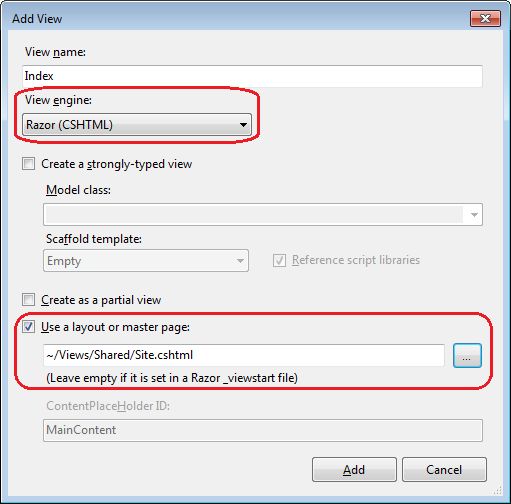 Add View
View name:
Index
View engine:
Razor (CSHTML)
Create a strongly-typed view
Model class:
Scaffold template:
Empty
Reference script libraries
Create as a partial view
Use a layout or master page:
~/Views/Shared/Site.cshtml
...
(Leave empty if it is set in a Razor _viewstart file)
ContentPlaceHolder ID:
MainContent
Add
Cancel